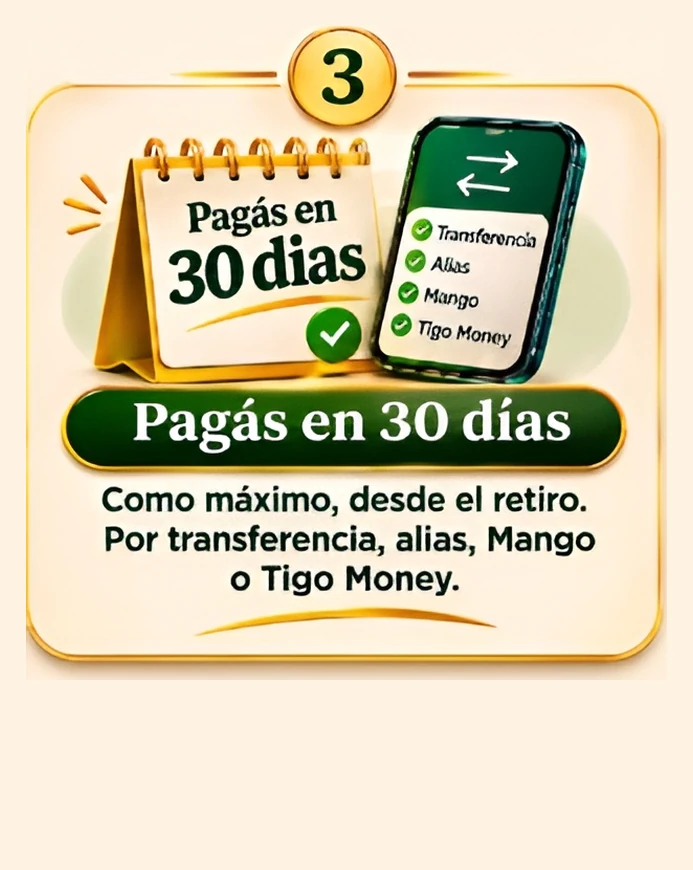 3
Pagás en
30 dias
Transferencia
Alias
Mango
Tigo Money
Pagás en 30 días
Como máximo, desde el retiro.
Por transferencia, alias, Mango
o Tigo Money.